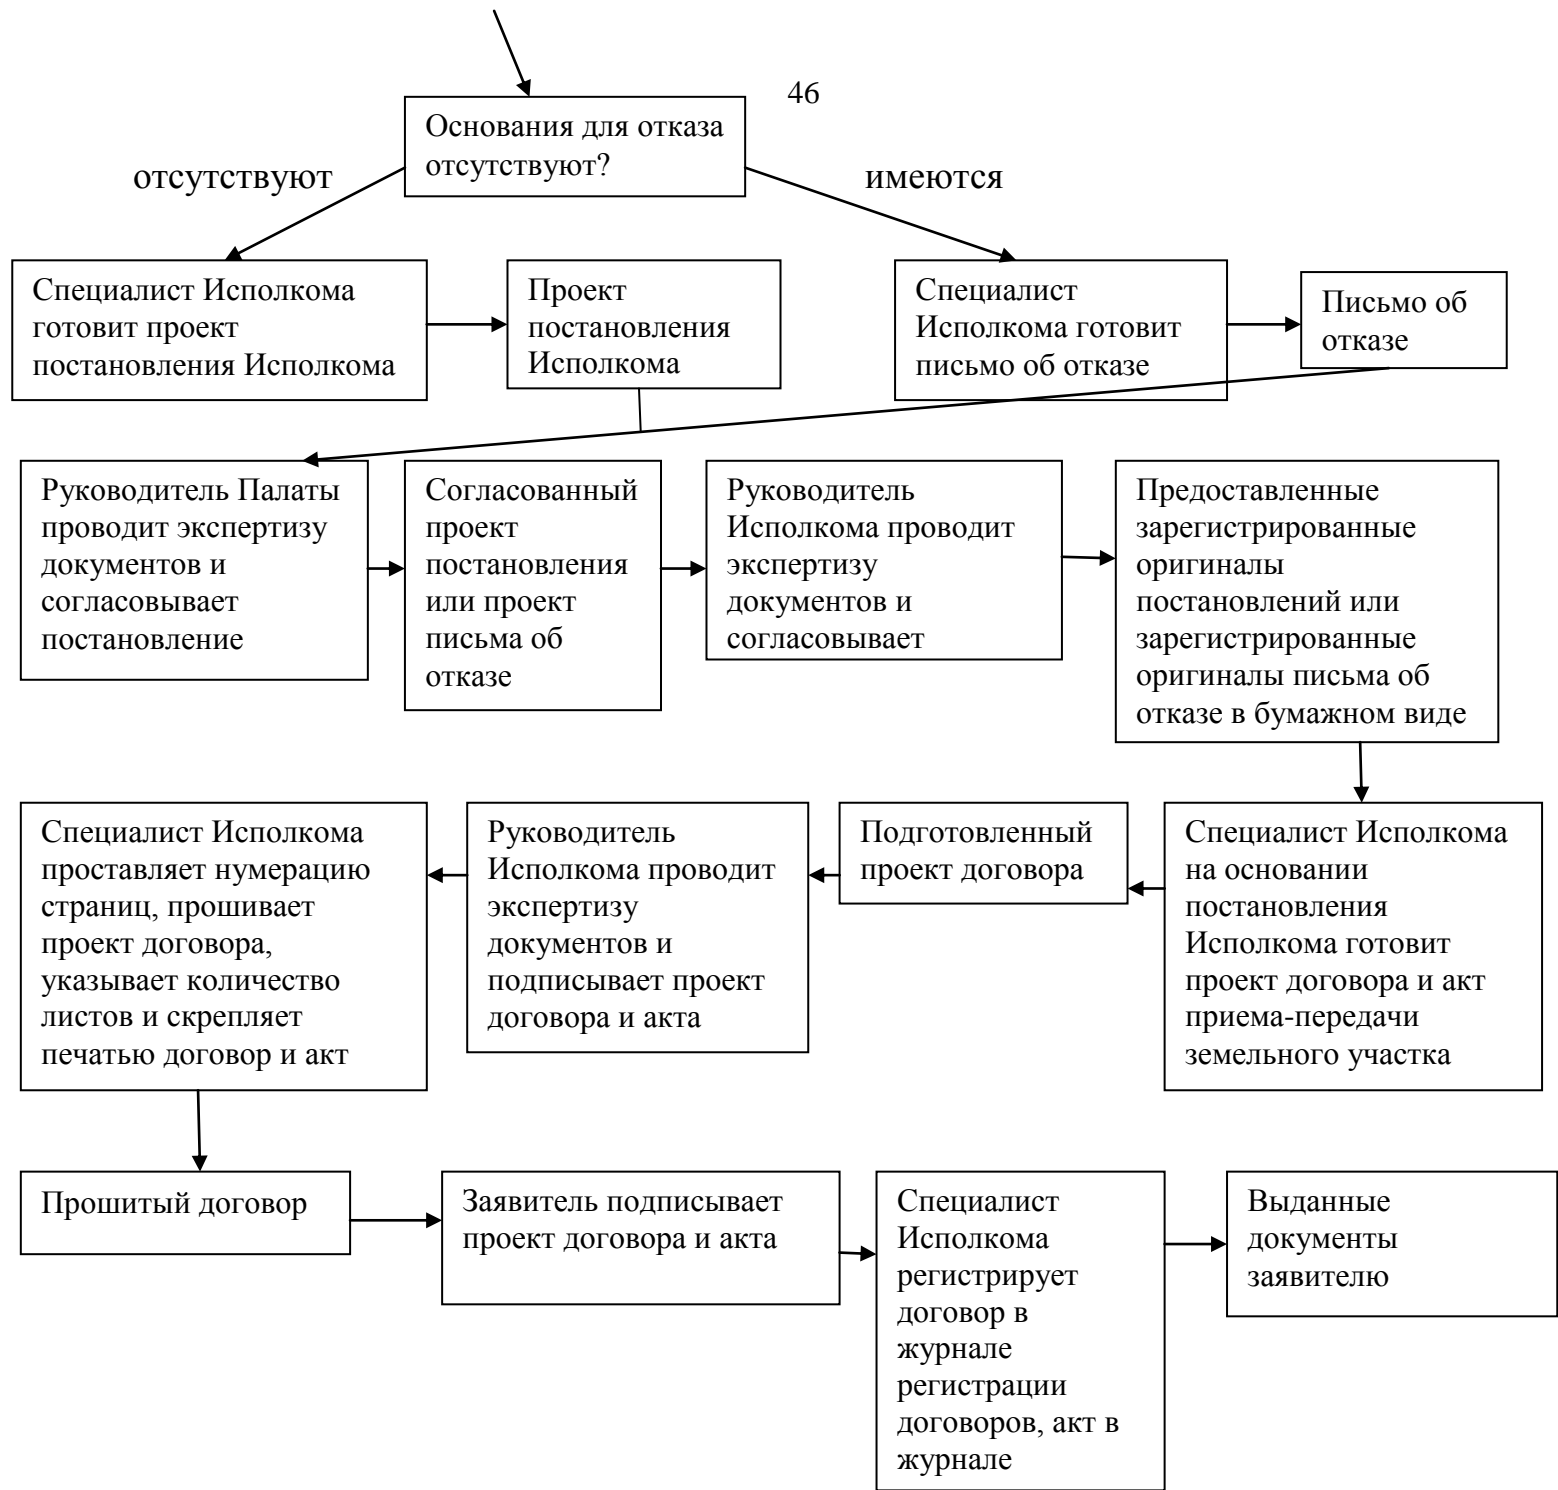 46
Основания для отказа
отсутствуют?
отсутствуют
имеются
Специалист Исполкома
готовит проект
постановления Исполкома
Проект
постановления
Исполкома
Специалист
Исполкома готовит
письмо об отказе
Письмо об
отказе
Руководитель Палаты
проводит экспертизу
документов и
согласовывает
постановление
Согласованный
проект
постановления
или проект
письма об
отказе
Руководитель
Исполкома проводит
экспертизу
документов и
согласовывает
Предоставленные
зарегистрированные
оригиналы
постановлений или
зарегистрированные
оригиналы письма об
отказе в бумажном виде
Специалист Исполкома
проставляет нумерацию
страниц, прошивает
проект договора,
указывает количество
листов и скрепляет
печатью договор и акт
Руководитель
Исполкома проводит
экспертизу
документов и
подписывает проект
договора и акта
Подготовленный
проект договора
Специалист Исполкома
на основании
постановления
Исполкома готовит
проект договора и акт
приема-передачи
земельного участка
Прошитый договор
Заявитель подписывает
проект договора и акта
Специалист
Исполкома
регистрирует
договор в
журнале
регистрации
договоров, акт в
журнале
Выданные
документы
заявителю